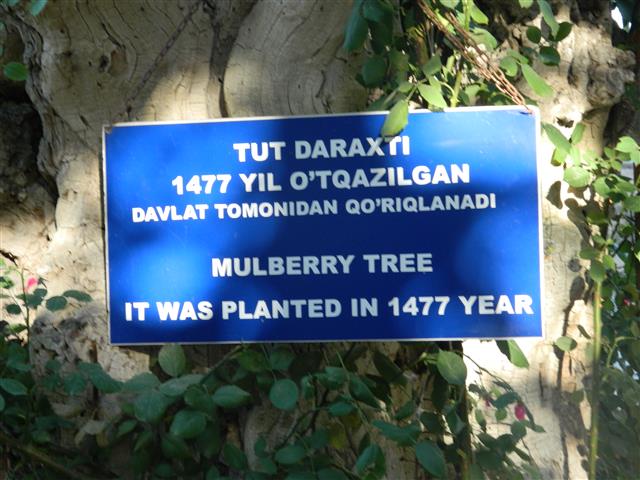 TUT DARAXTI
1477 YIL O'TQAZILGAN
DAVLAT TOMONIDAN QO'RIQLANADI
MULBERRY TREE
IT WAS PLANTED IN 1477 YEAR